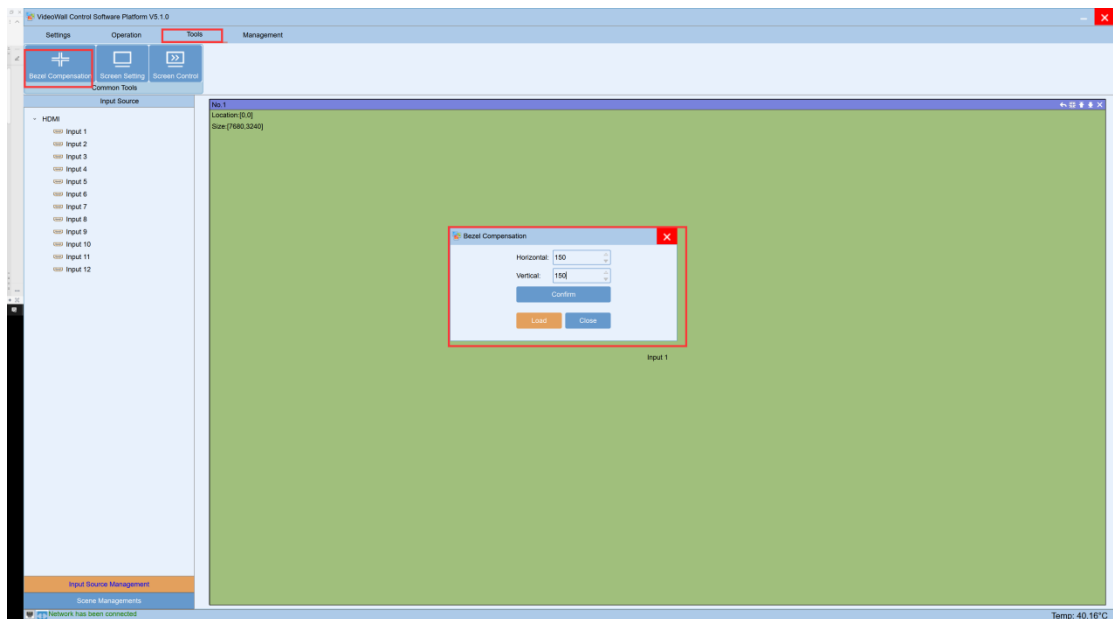 VideoWall Control Software Platform V5.1.0
Settings Operation Tools Management
Bezel Compensation Screen Setting Screen Control
Common Tools
Input Source
HDMI
Input 1
Input 2
Input 3
Input 4
Input 5
Input 6
Input 7
Input 8
Input 9
Input 10
Input 11
Input 12
No.1
Location:[0,0]
Size:[7680,3240]
Bezel Compensation
Horizontal: 150
Vertical: 150
Confirm
Load Close
Input 1
Input Source Management
Scene Managements
Network has been connected
Temp: 40.16°C